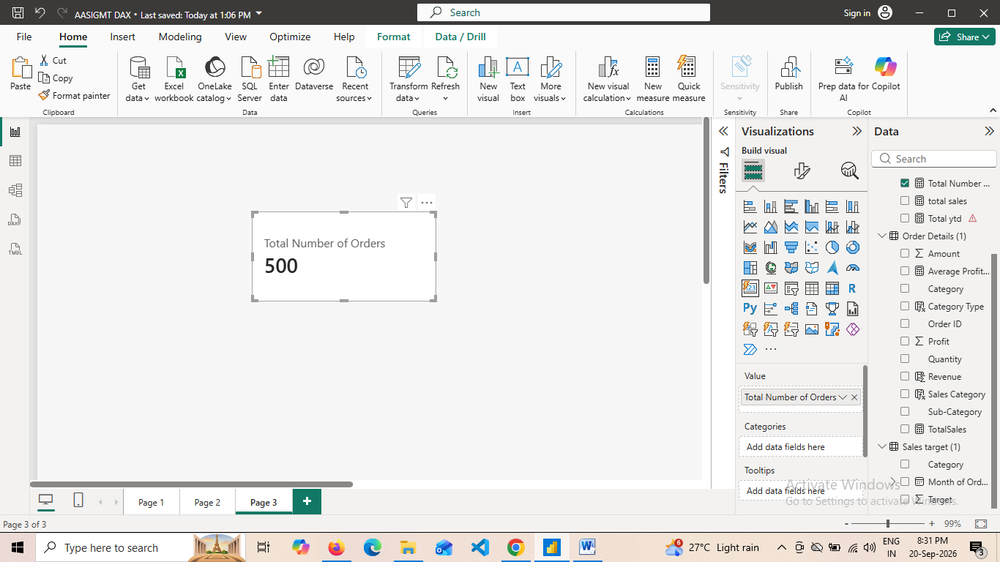 AASIGMT DAX • Last saved: Today at 1:06 PM
Search
Sign in
File Home Insert Modeling View Optimize Help Format Data / Drill
Share
Paste
Cut
Copy
Format painter
Clipboard
Get data
Excel workbook
OneLake catalog
SQL Server
Enter data
Dataverse
Recent sources
Data
Transform data
Refresh
Queries
New visual
Text box
More visuals
Insert
New visual calculation
New measure
Quick measure
Calculations
Sensitivity
Sensitivity
Publish
Share
Prep data for AI
Copilot
Copilot
DAX
TMDL
Total Number of Orders
500
Filters
Visualizations
Build visual
123
R
Py
Value
Total Number of Orders
Categories
Add data fields here
Tooltips
Add data fields here
Data
Search
Total Number ...
total sales
Total ytd
Order Details (1)
Amount
Average Profit...
Category
Category Type
Order ID
Profit
Quantity
Revenue
Sales Category
Sub-Category
TotalSales
Sales target (1)
Category
Month of Ord...
Target
Activate Windows
Go to Settings to activate Windows.
Page 1
Page 2
Page 3
+
Page 3 of 3
- + 99%
Type here to search
6
27°C Light rain
ENG
IN
8:31 PM
20-Sep-2026
3